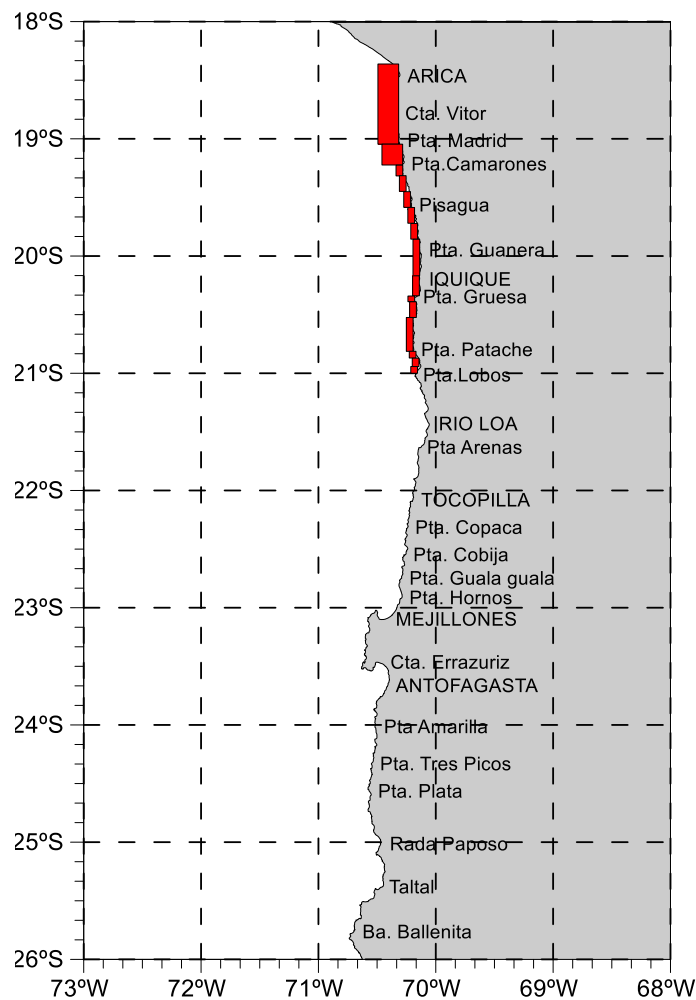 18ºS
ARICA
Cta. Vitor
19ºS
Pta. Madrid
Pta.Camarones
Pisagua
20ºS
Pta. Guanera
IQUIQUE
Pta. Gruesa
Pta. Patache
21ºS
Pta.Lobos
RIO LOA
Pta Arenas
22ºS
TOCOPILLA
Pta. Copaca
Pta. Cobija
Pta. Guala guala
Pta. Hornos
23ºS
MEJILLONES
Cta. Errazuriz
ANTOFAGASTA
24ºS
Pta Amarilla
Pta. Tres Picos
Pta. Plata
25ºS
Rada Paposo
Taltal
Ba. Ballenita
26ºS
73ºW 72ºW 71ºW 70ºW 69ºW 68ºW